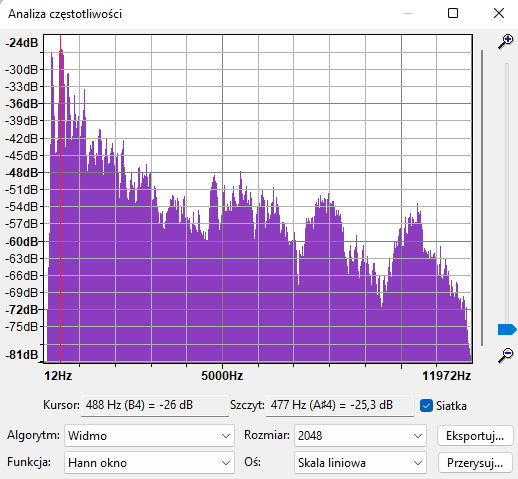 Analiza częstotliwości
-24dB
-30dB
-33dB
-36dB
-39dB
-42dB
-45dB
-48dB
-51dB
-54dB
-57dB
-60dB
-63dB
-66dB
-69dB
-72dB
-75dB
-81dB
12Hz 5000Hz 11972Hz
Kursor: 488 Hz (B4) = -26 dB Szczyt: 477 Hz (A♯4) = -25,3 dB Siatka
Algorytm: Widmo Rozmiar: 2048 Eksportuj...
Funkcja: Hann okno Oś: Skala liniowa Przerysuj...